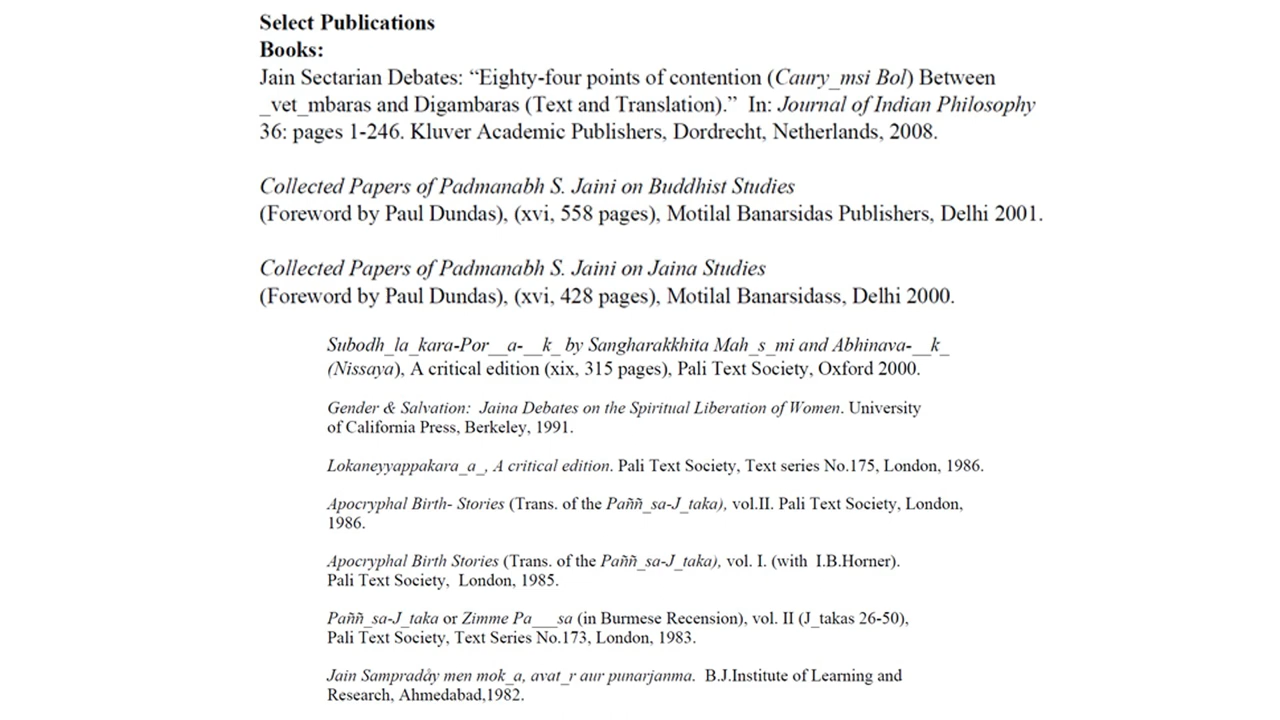 Select Publications
Books:
Jain Sectarian Debates: “Eighty-four points of contention (Caury_msi Bol) Between
_vet_mbaras and Digambaras (Text and Translation).” In: Journal of Indian Philosophy
36: pages 1-246. Kluver Academic Publishers, Dordrecht, Netherlands, 2008.
Collected Papers of Padmanabh S. Jaini on Buddhist Studies
(Foreword by Paul Dundas), (xvi, 558 pages), Motilal Banarsidas Publishers, Delhi 2001.
Collected Papers of Padmanabh S. Jaini on Jaina Studies
(Foreword by Paul Dundas), (xvi, 428 pages), Motilal Banarsidass, Delhi 2000.
Subodh_la_kara-Por__a-__k_ by Sangharakkhita Mah_s_mi and Abhinava-__k_
(Nissaya), A critical edition (xix, 315 pages), Pali Text Society, Oxford 2000.
Gender & Salvation: Jaina Debates on the Spiritual Liberation of Women. University
of California Press, Berkeley, 1991.
Lokaneyyappakara_a_, A critical edition. Pali Text Society, Text series No.175, London, 1986.
Apocryphal Birth- Stories (Trans. of the Paññ_sa-J_taka), vol.II. Pali Text Society, London,
1986.
Apocryphal Birth Stories (Trans. of the Paññ_sa-J_taka), vol. I. (with I.B.Horner).
Pali Text Society, London, 1985.
Paññ_sa-J_taka or Zimme Pa___sa (in Burmese Recension), vol. II (J_takas 26-50),
Pali Text Society, Text Series No.173, London, 1983.
Jain Sampradāy men mok_a, avat_r aur punarjanma. B.J.Institute of Learning and
Research, Ahmedabad,1982.